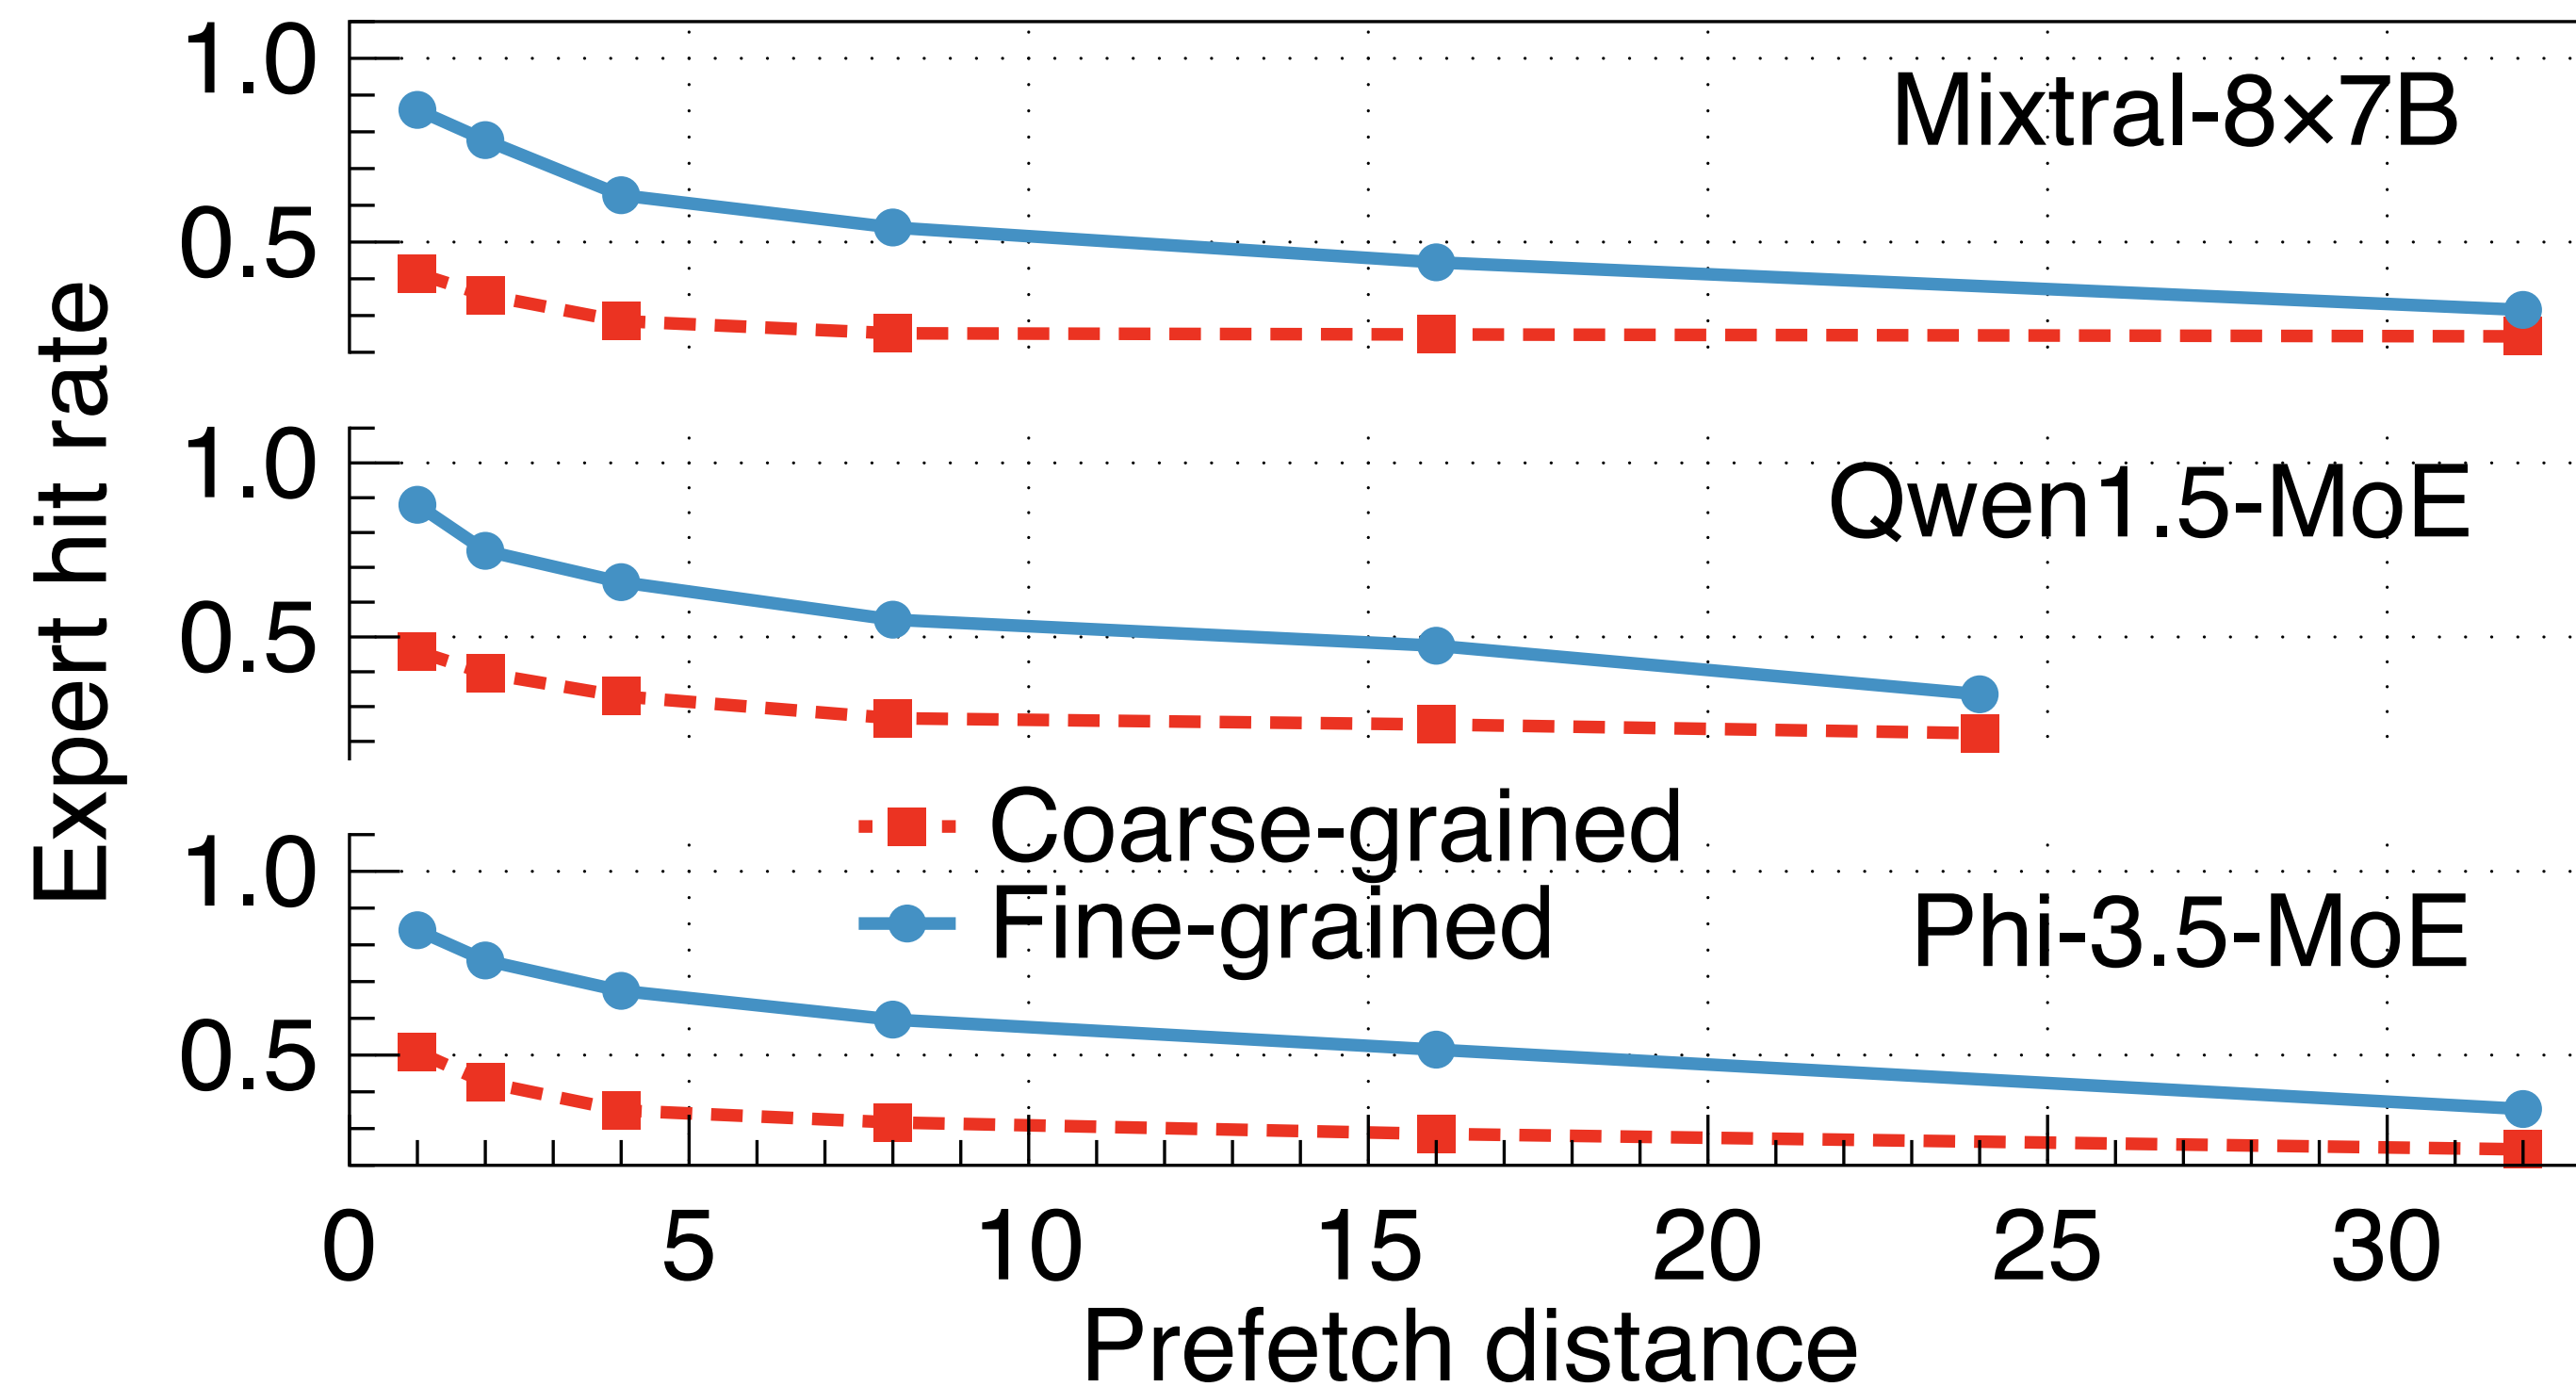 Expert hit rate
1.0
0.5
Mixtral-8×7B
1.0
0.5
Qwen1.5-MoE
Coarse-grained
Fine-grained
1.0
0.5
Phi-3.5-MoE
0 5 10 15 20 25 30
Prefetch distance